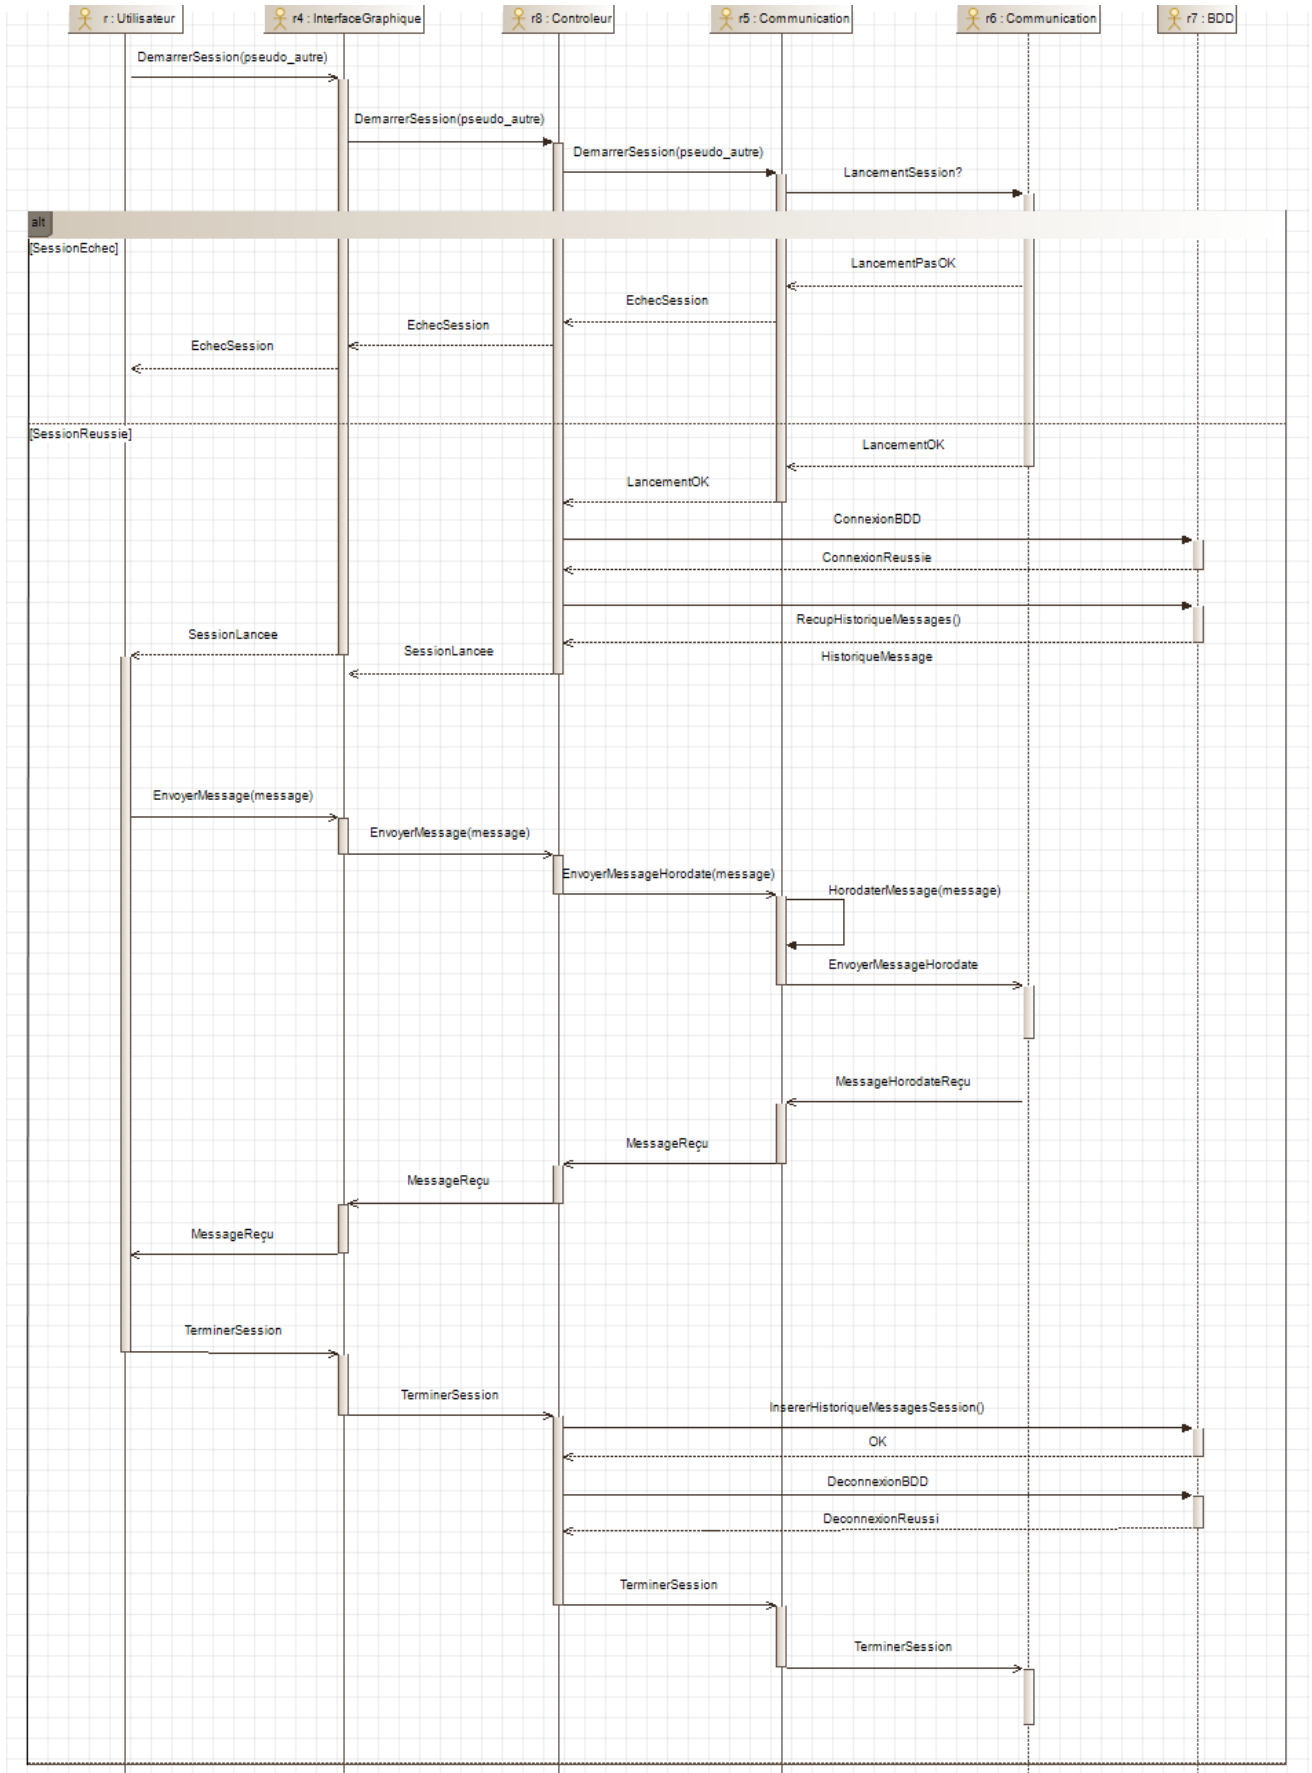 r : Utilisateur
r4 : InterfaceGraphique
r8 : Controleur
r5 : Communication
r6 : Communication
r7 : BDD
DemarrerSession(pseudo_autre)
DemarrerSession(pseudo_autre)
DemarrerSession(pseudo_autre)
LancementSession?
alt
[SessionEchec]
LancementPasOK
EchecSession
EchecSession
EchecSession
[SessionReussie]
LancementOK
LancementOK
ConnexionBDD
ConnexionReussie
RecupHistoriqueMessages()
SessionLancee
SessionLancee
HistoriqueMessage
EnvoyerMessage(message)
EnvoyerMessage(message)
EnvoyerMessageHorodate(message)
HorodaterMessage(message)
EnvoyerMessageHorodate
MessageHorodateReçu
MessageReçu
MessageReçu
MessageReçu
TerminerSession
TerminerSession
InsererHistoriqueMessagesSession()
OK
DeconnexionBDD
DeconnexionReussi
TerminerSession
TerminerSession